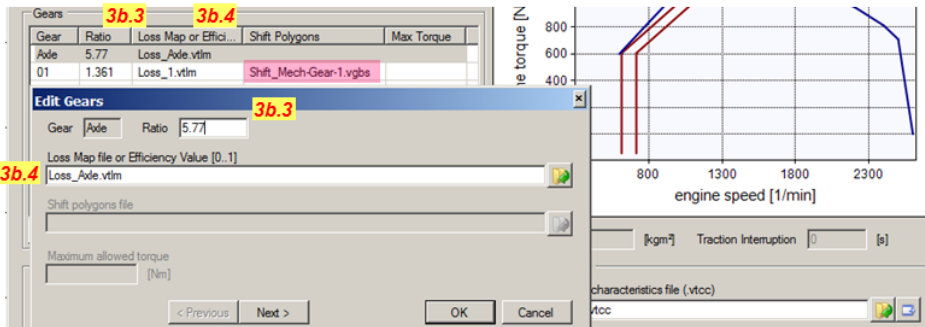 Gears
3b.3
3b.4
Gear Ratio Loss Map or Effici... Shift Polygons Max Torque
Axle 5.77 Loss_Axle.vtlm
01 1.361 Loss_1.vtlm Shift_Mech-Gear-1.vgbs
Edit Gears
3b.3
Gear Axle Ratio 5.77
Loss Map file or Efficiency Value [0..1]
3b.4
Loss_Axle.vtlm
Shift polygons file
Maximum allowed torque
[Nm]
< Previous Next > OK Cancel
ne torque [N
800
600
400
800 1300 1800 2300
engine speed [1/min]
[kgm²] Traction Interruption 0 [s]
characteristics file (.vtcc)
vtcc